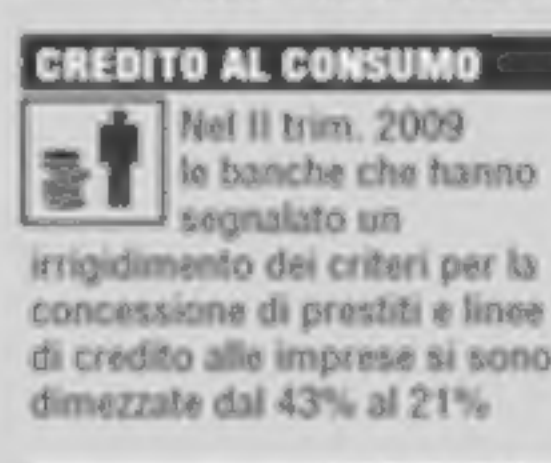 CREDITO AL CONSUMO
Nel II trim. 2009
le banche che hanno
segnalato un
irrigidimento dei criteri per la
concessione di prestiti e linee
di credito alle imprese si sono
dimezzate dal 43% al 21%